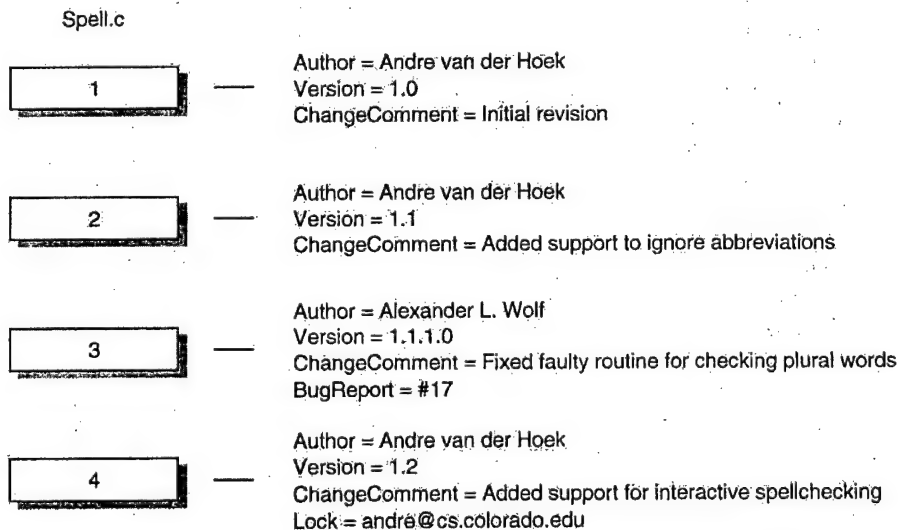 Spell.c
1
Author = Andre van der Hoek
Version = 1.0
ChangeComment = Initial revision
2
Author = Andre van der Hoek
Version = 1.1
ChangeComment = Added support to ignore abbreviations
3
Author = Alexander L. Wolf
Version = 1.1.1.0
ChangeComment = Fixed faulty routine for checking plural words
BugReport = #17
4
Author = Andre van der Hoek
Version = 1.2
ChangeComment = Added support for interactive spellchecking
Lock = andre@cs.colorado.edu